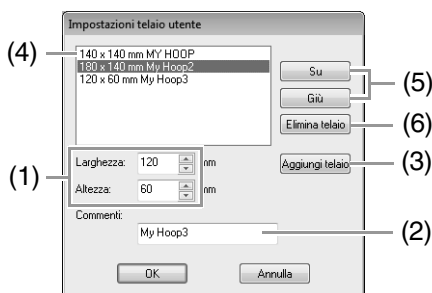 Impostazioni telaio utente
(4)
140 x 140 mm MY HOOP
180 x 140 mm My Hoop2
120 x 60 mm My Hoop3
Su
Giù
(5)
Elimina telaio
(6)
Aggiungi telaio
(3)
(1)
Larghezza: 120 mm
Altezza: 60 mm
Commenti:
My Hoop3
(2)
OK
Annulla